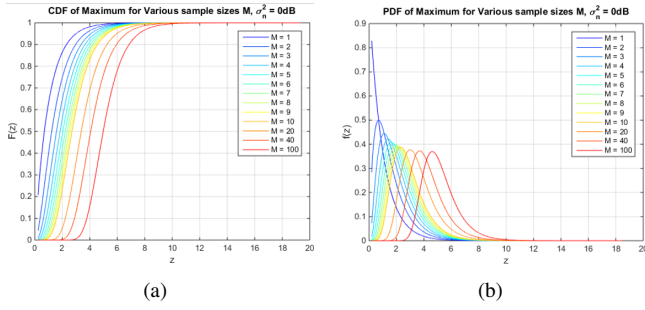 CDF of Maximum for Various sample sizes M, σ²ₙ = 0dB
F(z)
1
0.9
0.8
0.7
0.6
0.5
0.4
0.3
0.2
0.1
0
0 2 4 6 8 10 12 14 16 18 20
z
M = 1
M = 2
M = 3
M = 4
M = 5
M = 6
M = 7
M = 8
M = 9
M = 10
M = 20
M = 40
M = 100
(a)
PDF of Maximum for Various sample sizes M, σ²ₙ = 0dB
f(z)
0.9
0.8
0.7
0.6
0.5
0.4
0.3
0.2
0.1
0
0 2 4 6 8 10 12 14 16 18 20
z
M = 1
M = 2
M = 3
M = 4
M = 5
M = 6
M = 7
M = 8
M = 9
M = 10
M = 20
M = 40
M = 100
(b)